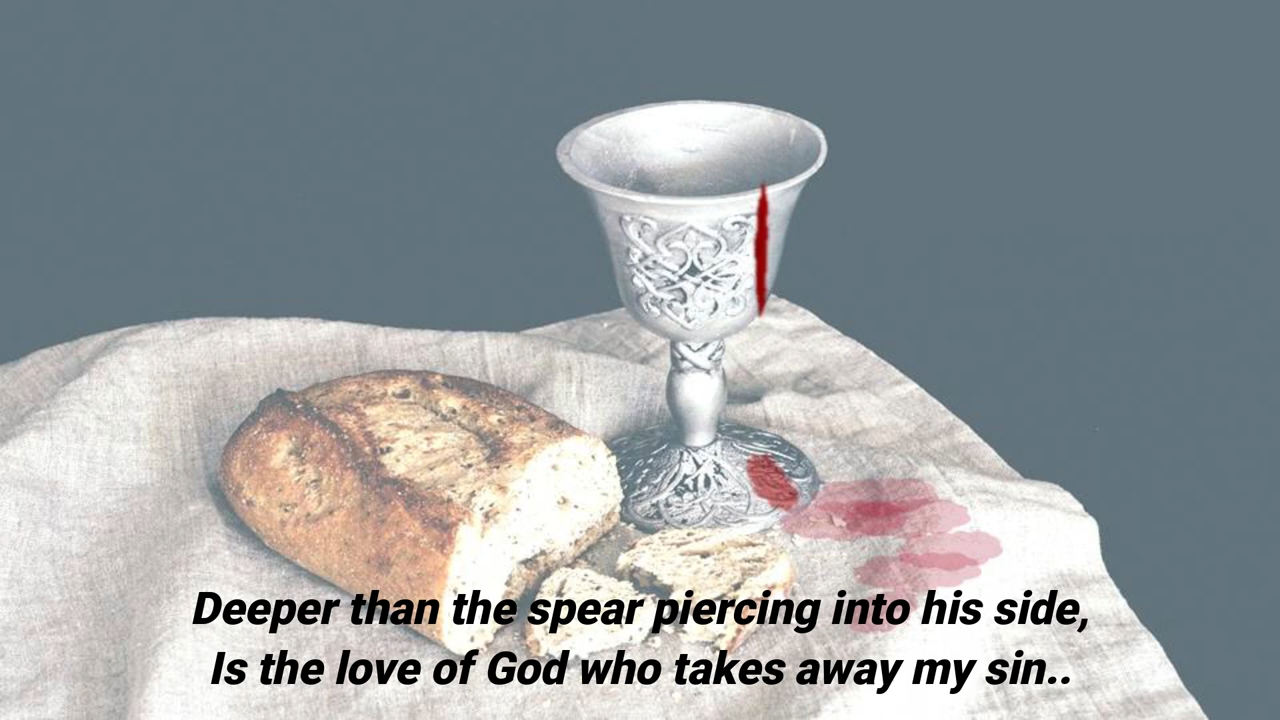 Deeper than the spear piercing into his side,
Is the love of God who takes away my sin..